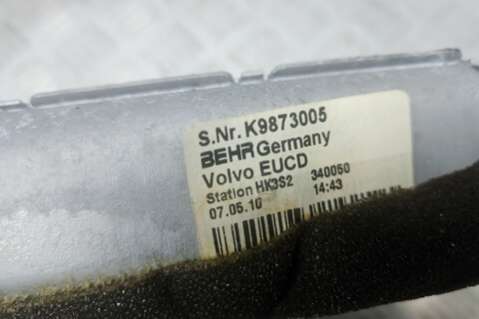 S.Nr. K9873005
BEHR Germany
Volvo EUCD
Station HK3S2 340050
07.05.10 14:43